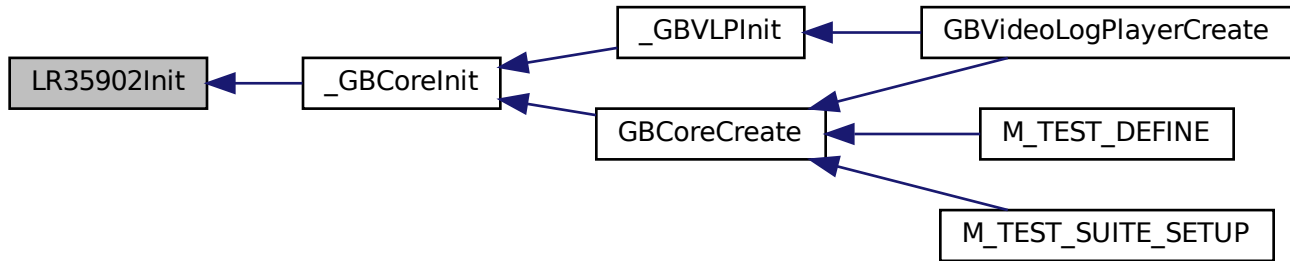 LR35902Init
_GBCoreInit
_GBVLPInit
GBCoreCreate
GBVideoLogPlayerCreate
M_TEST_DEFINE
M_TEST_SUITE_SETUP